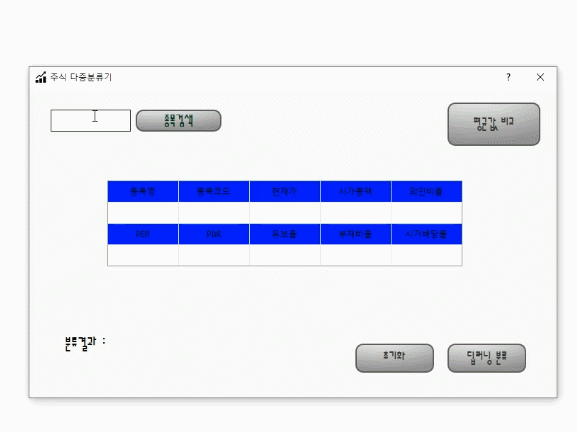 주식 다중분류기
?
종목검색
평균값 비교
종목명 종목코드 현재가 시가총액 외인비율
PER PBR 유보율 부채비율 시가배당률
분류결과 :
초기화 딥러닝 분류